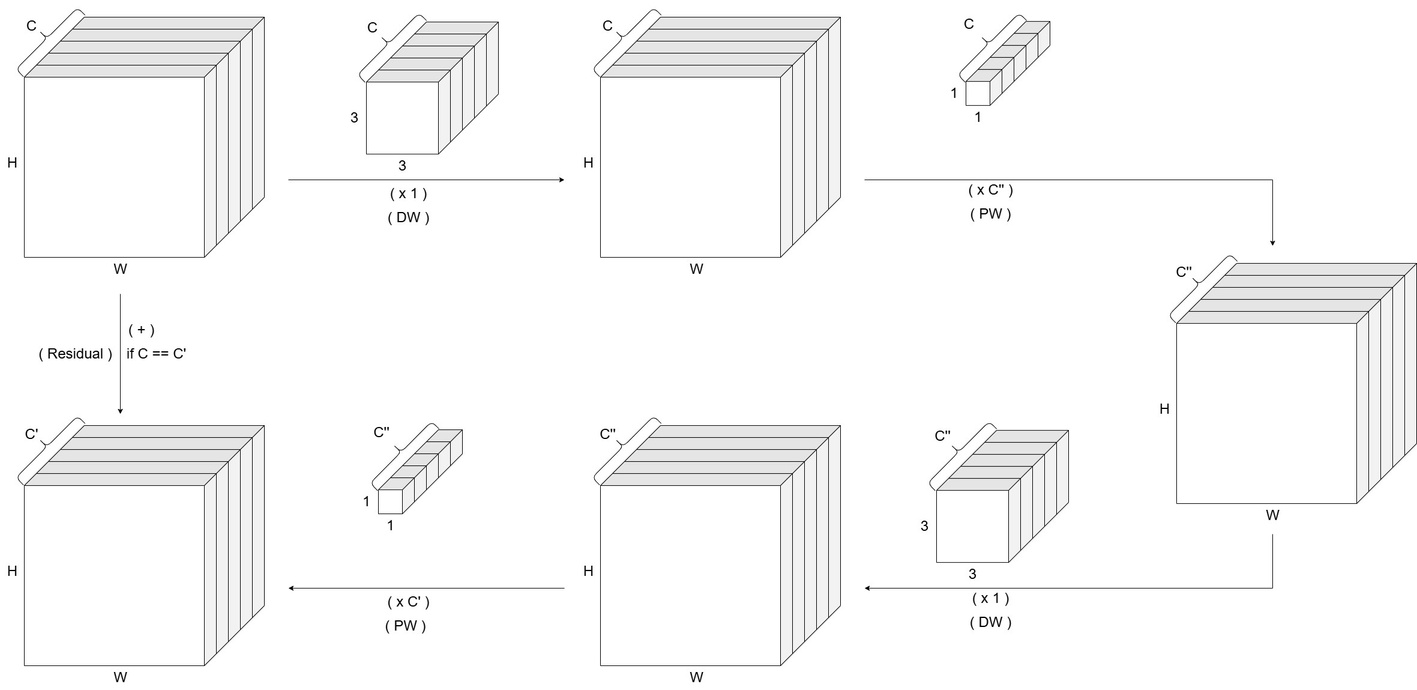 C
H
W
C
3
3
( x 1 )
( DW )
C
H
W
C
1
1
( x C'' )
( PW )
C''
H
W
( + )
( Residual )
if C == C'
C'
H
W
C''
1
1
( x C' )
( PW )
C''
H
W
C''
3
3
( x 1 )
( DW )